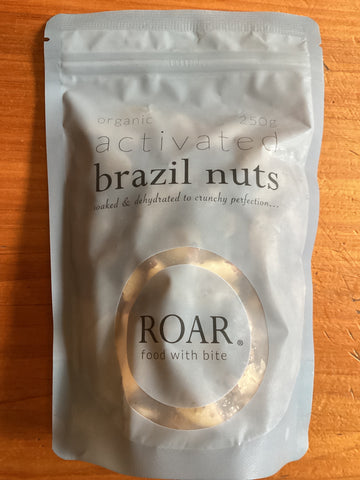 organic 250g
activated
brazil nuts
soaked & dehydrated to crunchy perfection...
ROAR®
food with bite